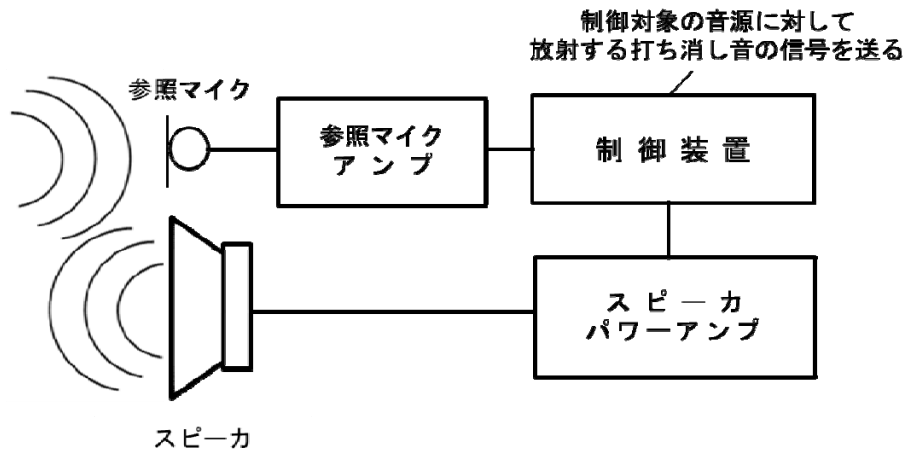 制御対象の音源に対して
放射する打ち消し音の信号を送る
参照マイク
参照マイク
アンプ
制御装置
スピーカ
パワーアンプ
スピーカ